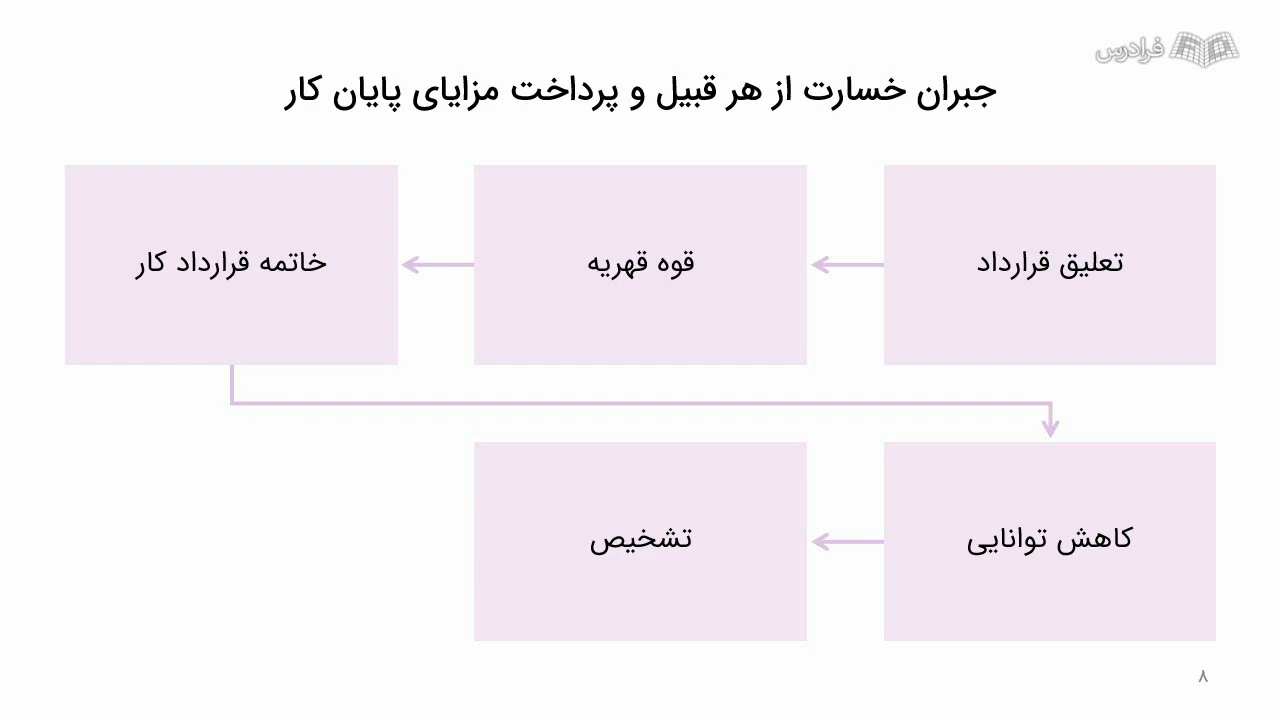 فرادرس
جبران خسارت از هر قبیل و پرداخت مزایای پایان کار
تعلیق قرارداد
قوه قهریه
خاتمه قرارداد کار
کاهش توانایی
تشخیص
۸